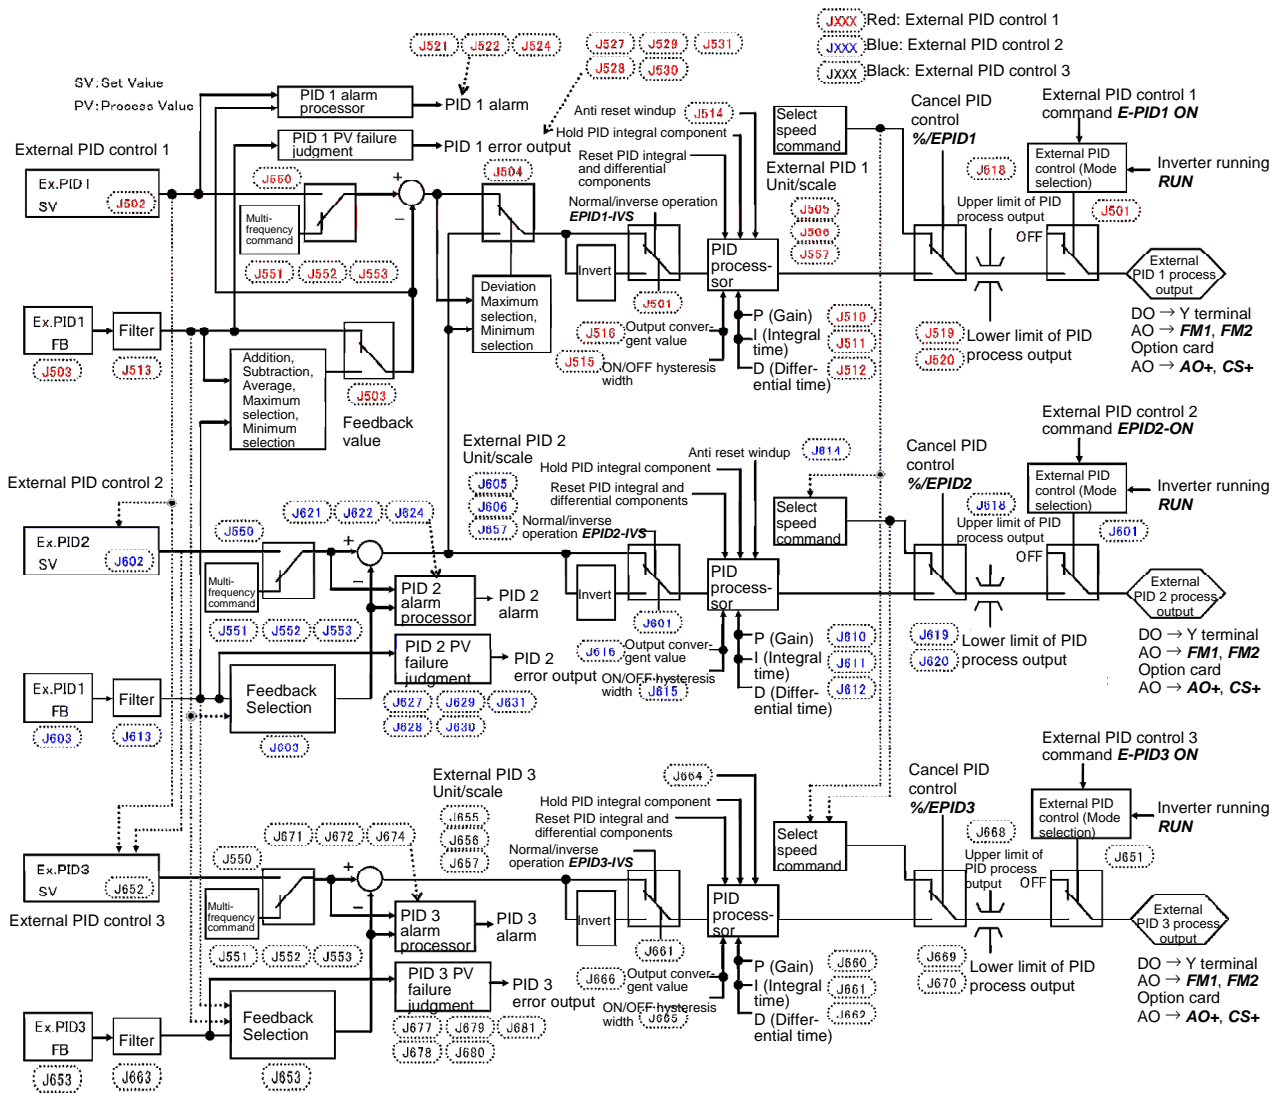 JXXX Red: External PID control 1
JXXX Blue: External PID control 2
JXXX Black: External PID control 3
SV: Set Value
PV: Process Value
J521 J522 J524
J527 J529 J531
J528 J530
PID 1 alarm
processor
PID 1 alarm
PID 1 PV failure
judgment
PID 1 error output
External PID control 1
Ex.PID1
SV
J502
J550
Multi-
frequency
command
J551 J552 J553
+
−
J504
Deviation
Maximum
selection,
Minimum
selection
Ex.PID1
FB
J503
Filter
J513
Addition,
Subtraction,
Average,
Maximum
selection,
Minimum
selection
J503
Feedback
value
Anti reset windup
J514
Hold PID integral component
Reset PID integral
and differential
components
Normal/inverse operation
EPID1-IVS
Invert
J501
External PID 1
Unit/scale
J505
J506
J557
PID
process-
sor
J516
Output conver-
gent value
J515
ON/OFF hysteresis
width
P (Gain)
J510
I (Integral
time)
J511
D (Differ-
ential time)
J512
Select
speed
command
Cancel PID
control
%/EPID1
J518
Upper limit of PID
process output
J519
J520
Lower limit of PID
process output
External PID control 1
command E-PID1 ON
External PID
control (Mode
selection)
Inverter running
RUN
J501
OFF
External
PID 1 process
output
DO → Y terminal
AO → FM1, FM2
Option card
AO → AO+, CS+
External PID control 2
Ex.PID2
SV
J602
J550
Multi-
frequency
command
J551 J552 J553
J621 J622 J624
+
−
PID 2
alarm
processor
PID 2
alarm
PID 2 PV
failure
judgment
PID 2
error output
J627 J629 J631
J628 J630
Ex.PID1
FB
J603
Filter
J613
Feedback
Selection
J603
External PID 2
Unit/scale
J605
J606
J657
Anti reset windup
J614
Hold PID integral component
Reset PID integral and
differential components
Normal/inverse
operation EPID2-IVS
Invert
J601
PID
process-
sor
J616
Output conver-
gent value
ON/OFF hysteresis
width
J615
P (Gain)
J610
I (Integral
time)
J611
D (Differ-
ential time)
J612
Select
speed
command
Cancel PID
control
%/EPID2
J618
Upper limit of PID
process output
J619
J620
Lower limit of PID
process output
External PID control 2
command EPID2-ON
External PID
control (Mode
selection)
Inverter running
RUN
J601
OFF
External
PID 2 process
output
DO → Y terminal
AO → FM1, FM2
Option card
AO → AO+, CS+
Ex.PID3
SV
J652
External PID control 3
J550
Multi-
frequency
command
J551 J552 J553
J671 J672 J674
+
−
PID 3
alarm
processor
PID 3
alarm
PID 3 PV
failure
judgment
PID 3
error output
J677 J679 J681
J678 J680
Ex.PID3
FB
J653
Filter
J663
Feedback
Selection
J653
External PID 3
Unit/scale
J655
J656
J657
J664
Hold PID integral component
Reset PID integral and
differential components
Normal/inverse
operation EPID3-IVS
Invert
J661
PID
process-
sor
J666
Output conver-
gent value
ON/OFF hysteresis
width
J665
P (Gain)
J660
I (Integral
time)
J661
D (Differ-
ential time)
J662
Select
speed
command
Cancel PID
control
%/EPID3
J668
Upper limit of
PID process
output
J669
J670
Lower limit of PID
process output
External PID control 3
command E-PID3 ON
External PID
control (Mode
selection)
Inverter running
RUN
J651
OFF
External
PID 3 process
output
DO → Y terminal
AO → FM1, FM2
Option card
AO → AO+, CS+